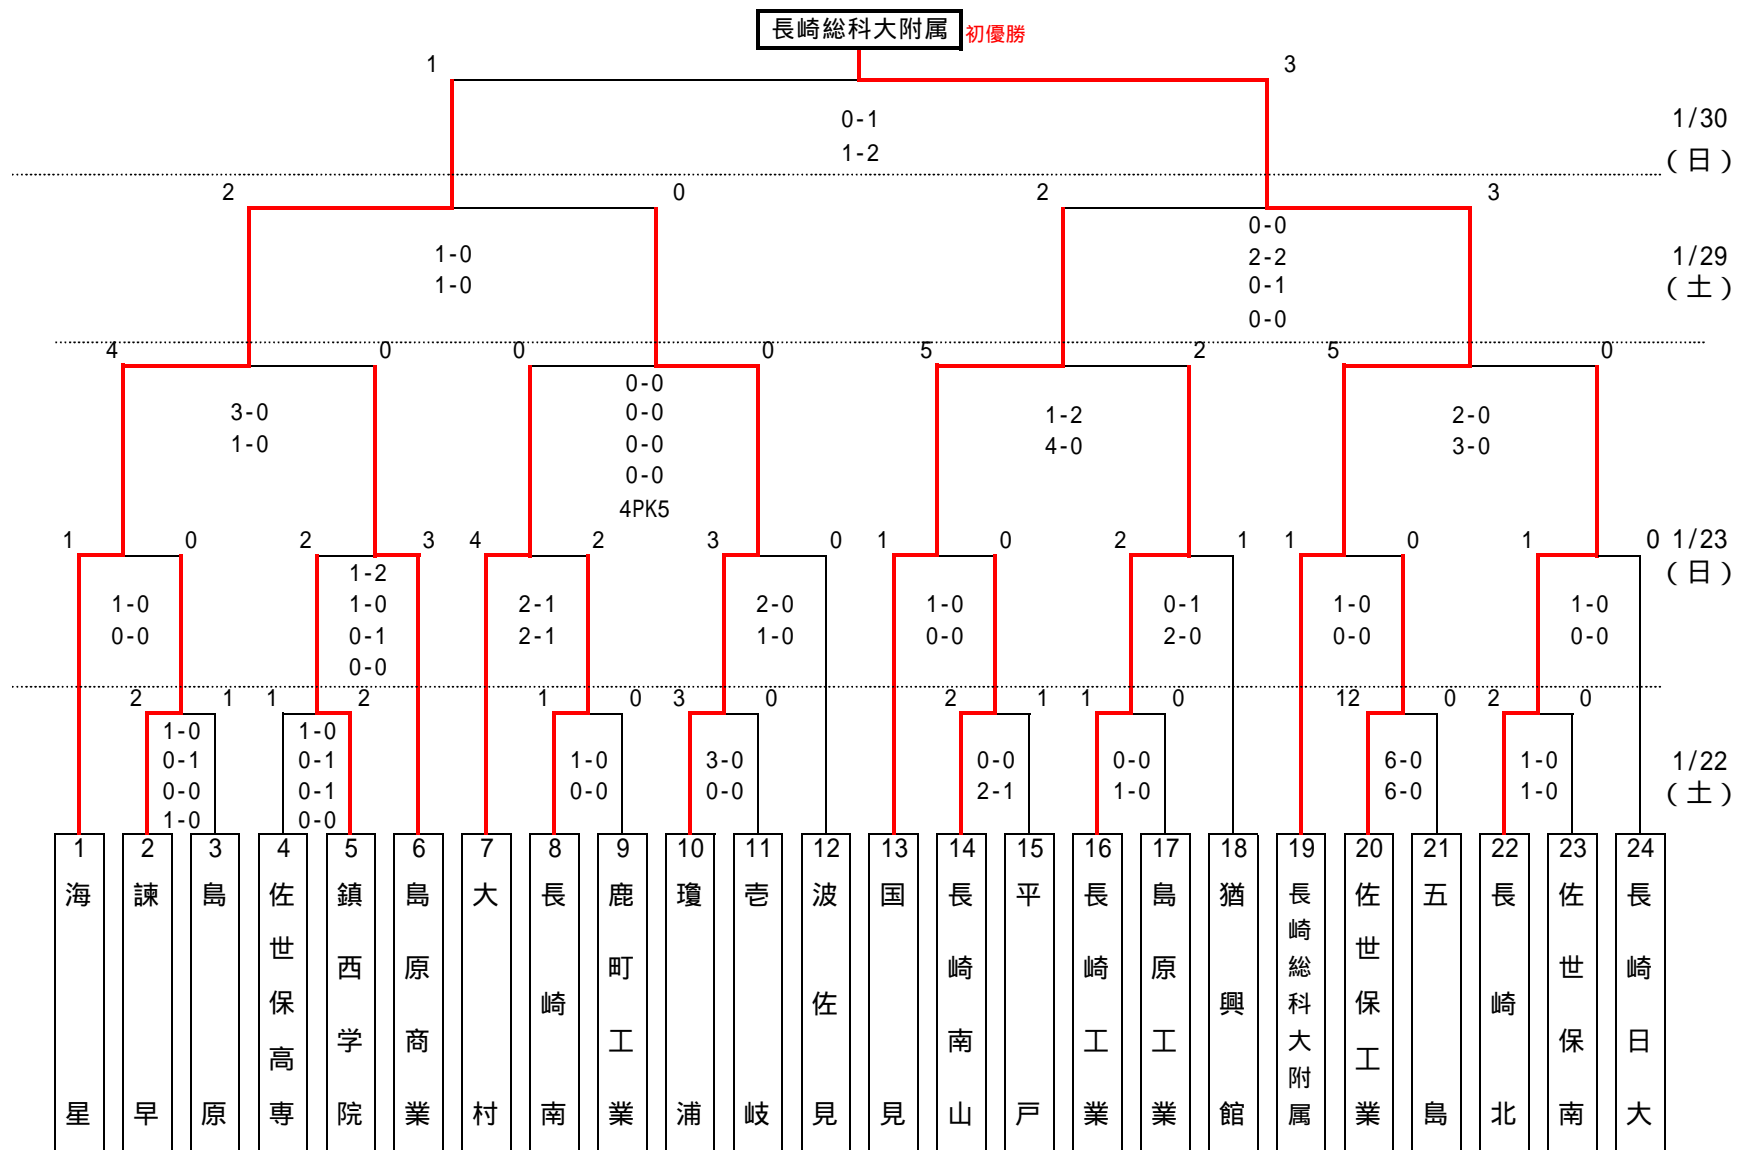 長崎総科大附属 初優勝
1 3
0-1 1/30
1-2 (日)
2 0 2 3
0-0
1-0 2-2 1/29
1-0 0-1 (土)
0-0
4 0 0 0 5 2 5 0
0-0
3-0 0-0 1-2 2-0
1-0 0-0 4-0 3-0
0-0
4PK5
1 0 2 3 4 2 3 0 1 0 2 1 1 0 1 0 1/23
1-2 (日)
1-0 1-0 2-1 2-0 1-0 0-1 1-0 1-0
0-0 0-1 2-1 1-0 0-0 2-0 0-0 0-0
0-0
2 1 1 2 1 0 3 0 2 1 1 0 12 0 2 0
1-0 1-0
0-1 0-1 1-0 3-0 0-0 0-0 6-0 1-0 1/22
0-0 0-1 0-0 0-0 2-1 1-0 6-0 1-0 (土)
1-0 0-0
1 2 3 4 5 6 7 8 9 10 11 12 13 14 15 16 17 18 19 20 21 22 23 24
海星
諫早
島原
佐世保高専
鎮西学院
島原商業
大村
長崎南
鹿町工業
瓊浦
壱岐
波佐見
国見
長崎南山
平戸
長崎工業
島原工業
猶興館
長崎総科大附属
佐世保工業
五島
長崎北
佐世保南
長崎日大